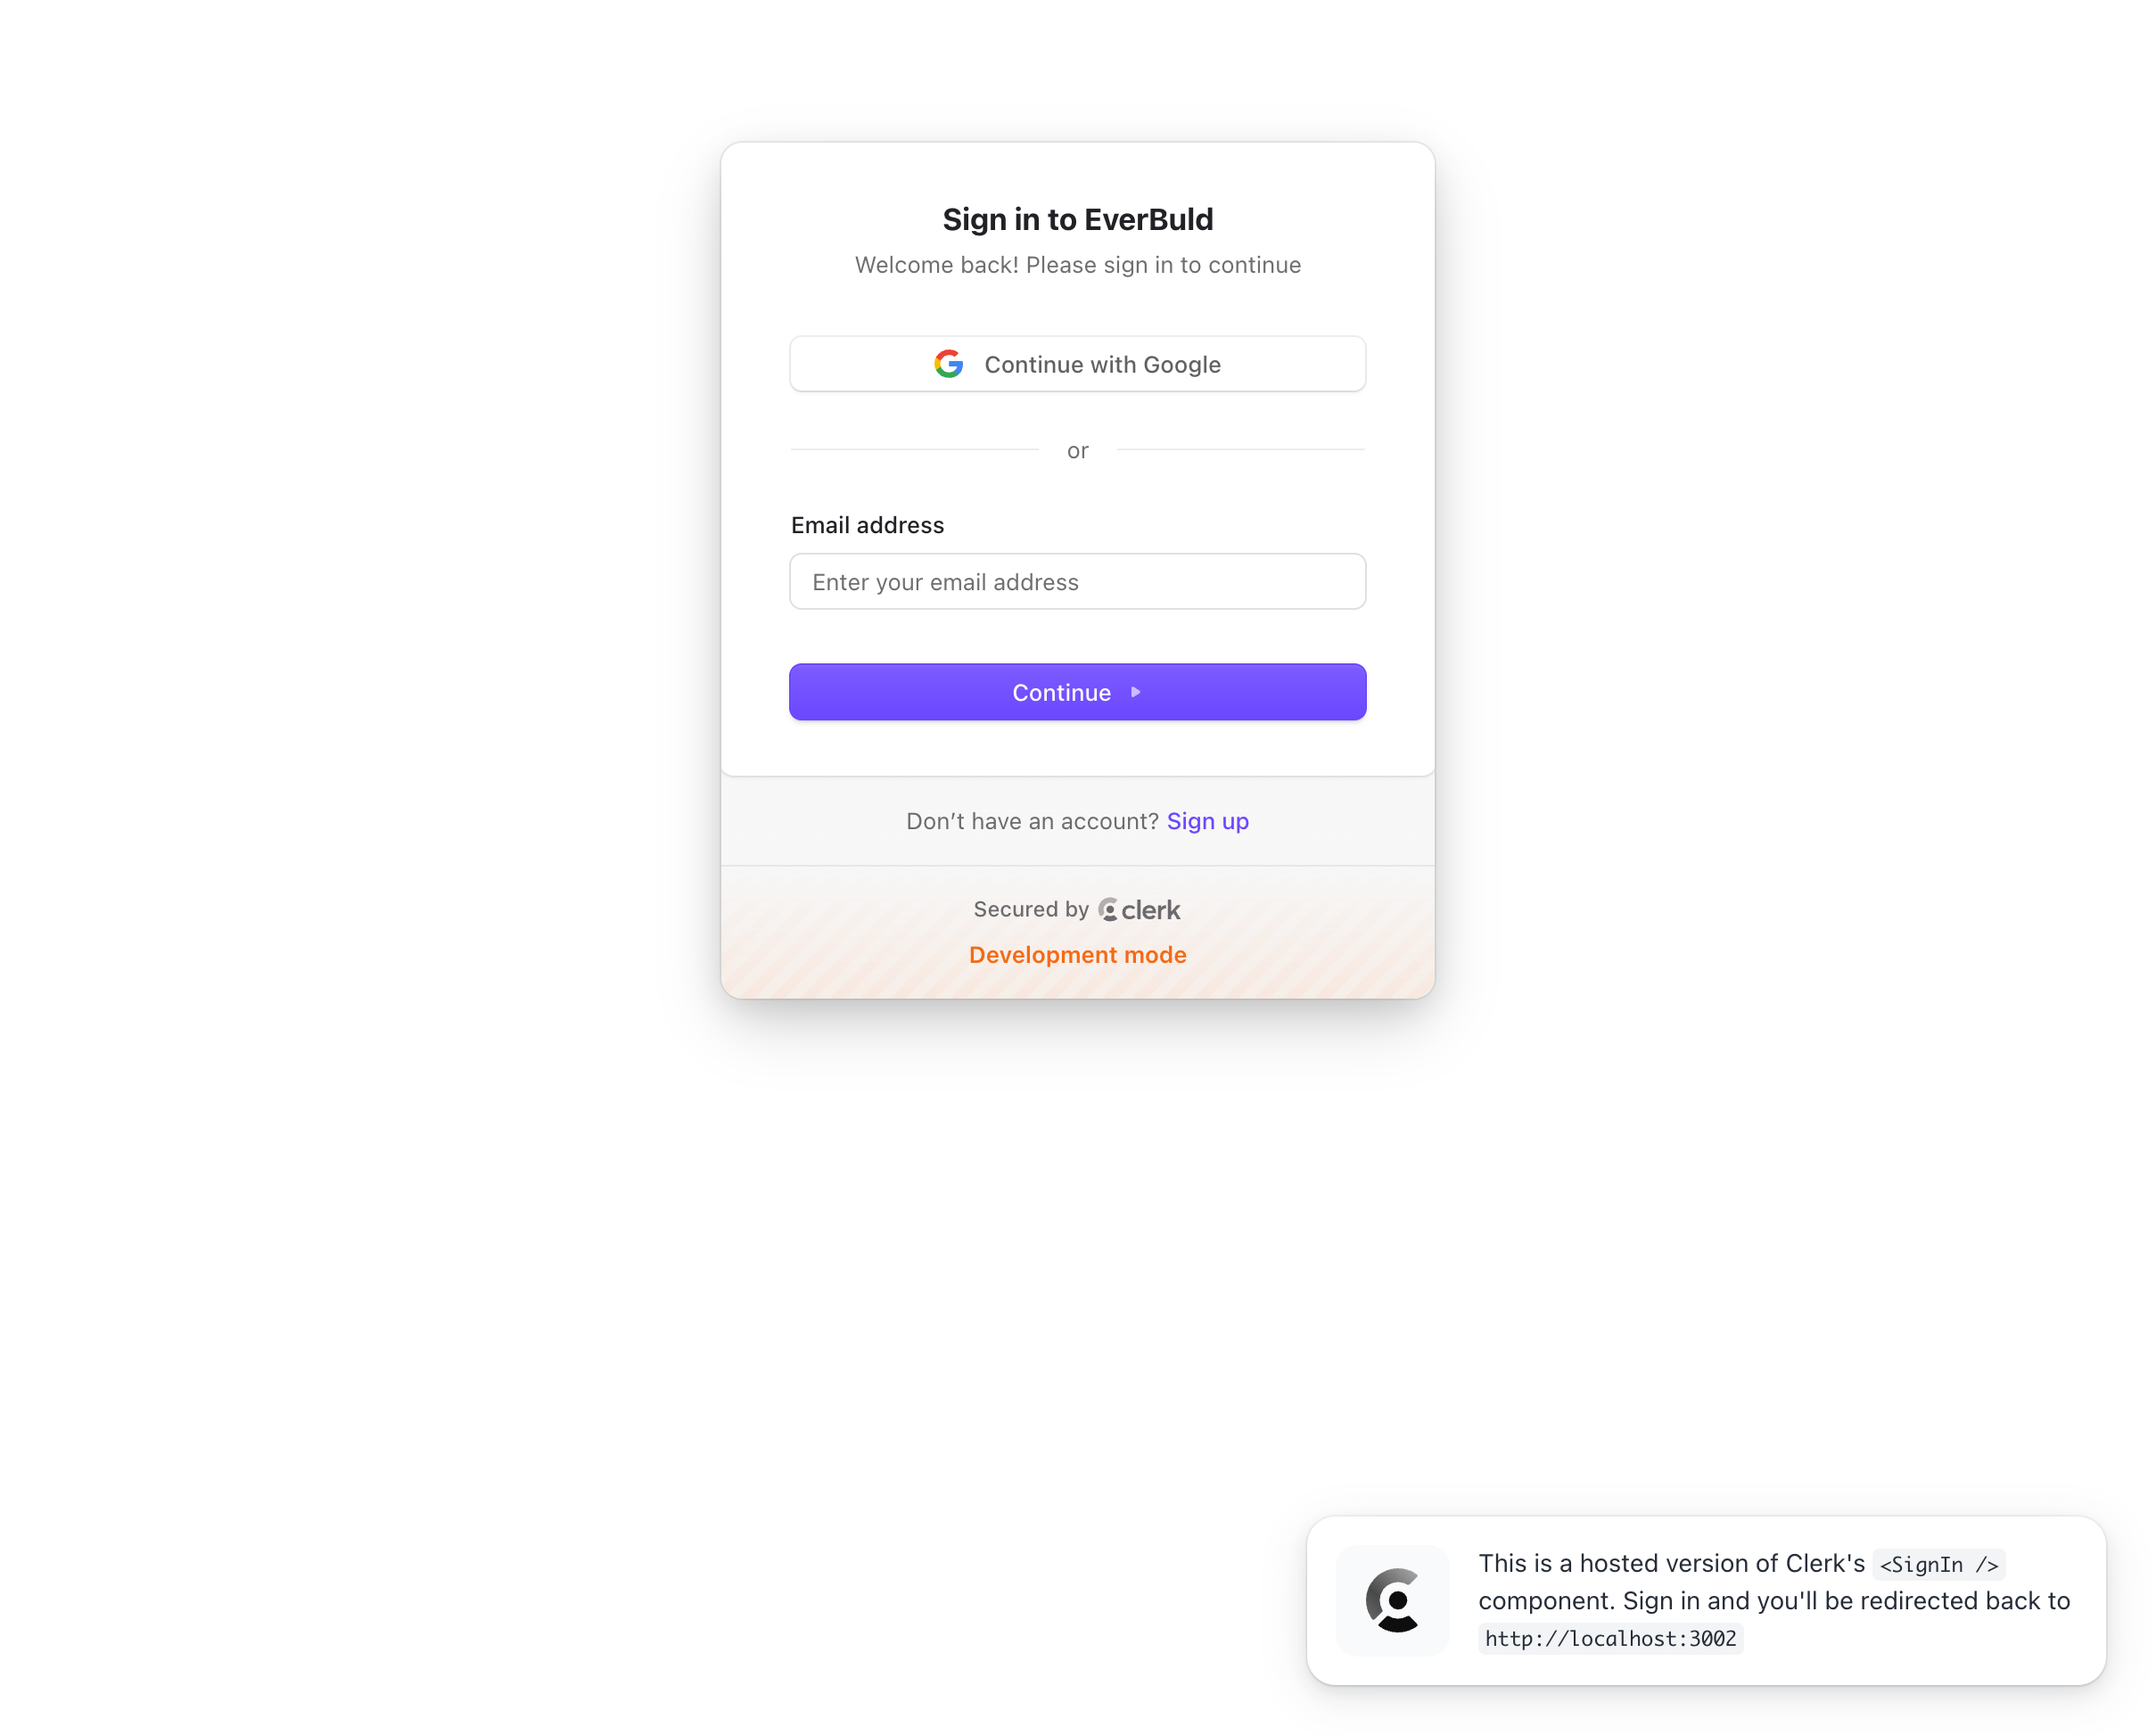 Sign in to EverBuld
Welcome back! Please sign in to continue
Continue with Google
or
Email address
Enter your email address
Continue
Don’t have an account? Sign up
Secured by clerk
Development mode
This is a hosted version of Clerk's <SignIn />
component. Sign in and you'll be redirected back to
http://localhost:3002